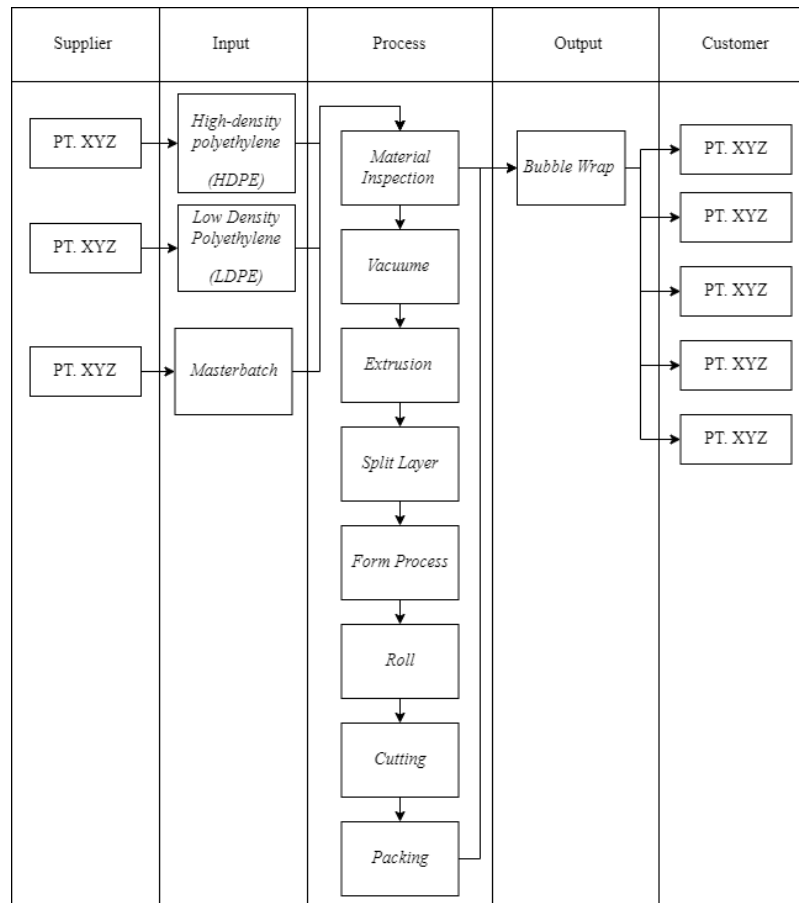 Supplier
Input
Process
Output
Customer
PT. XYZ
PT. XYZ
PT. XYZ
High-density
polyethylene
(HDPE)
Low Density
Polyethylene
(LDPE)
Masterbatch
Material
Inspection
Vacuume
Extrusion
Split Layer
Form Process
Roll
Cutting
Packing
Bubble Wrap
PT. XYZ
PT. XYZ
PT. XYZ
PT. XYZ
PT. XYZ